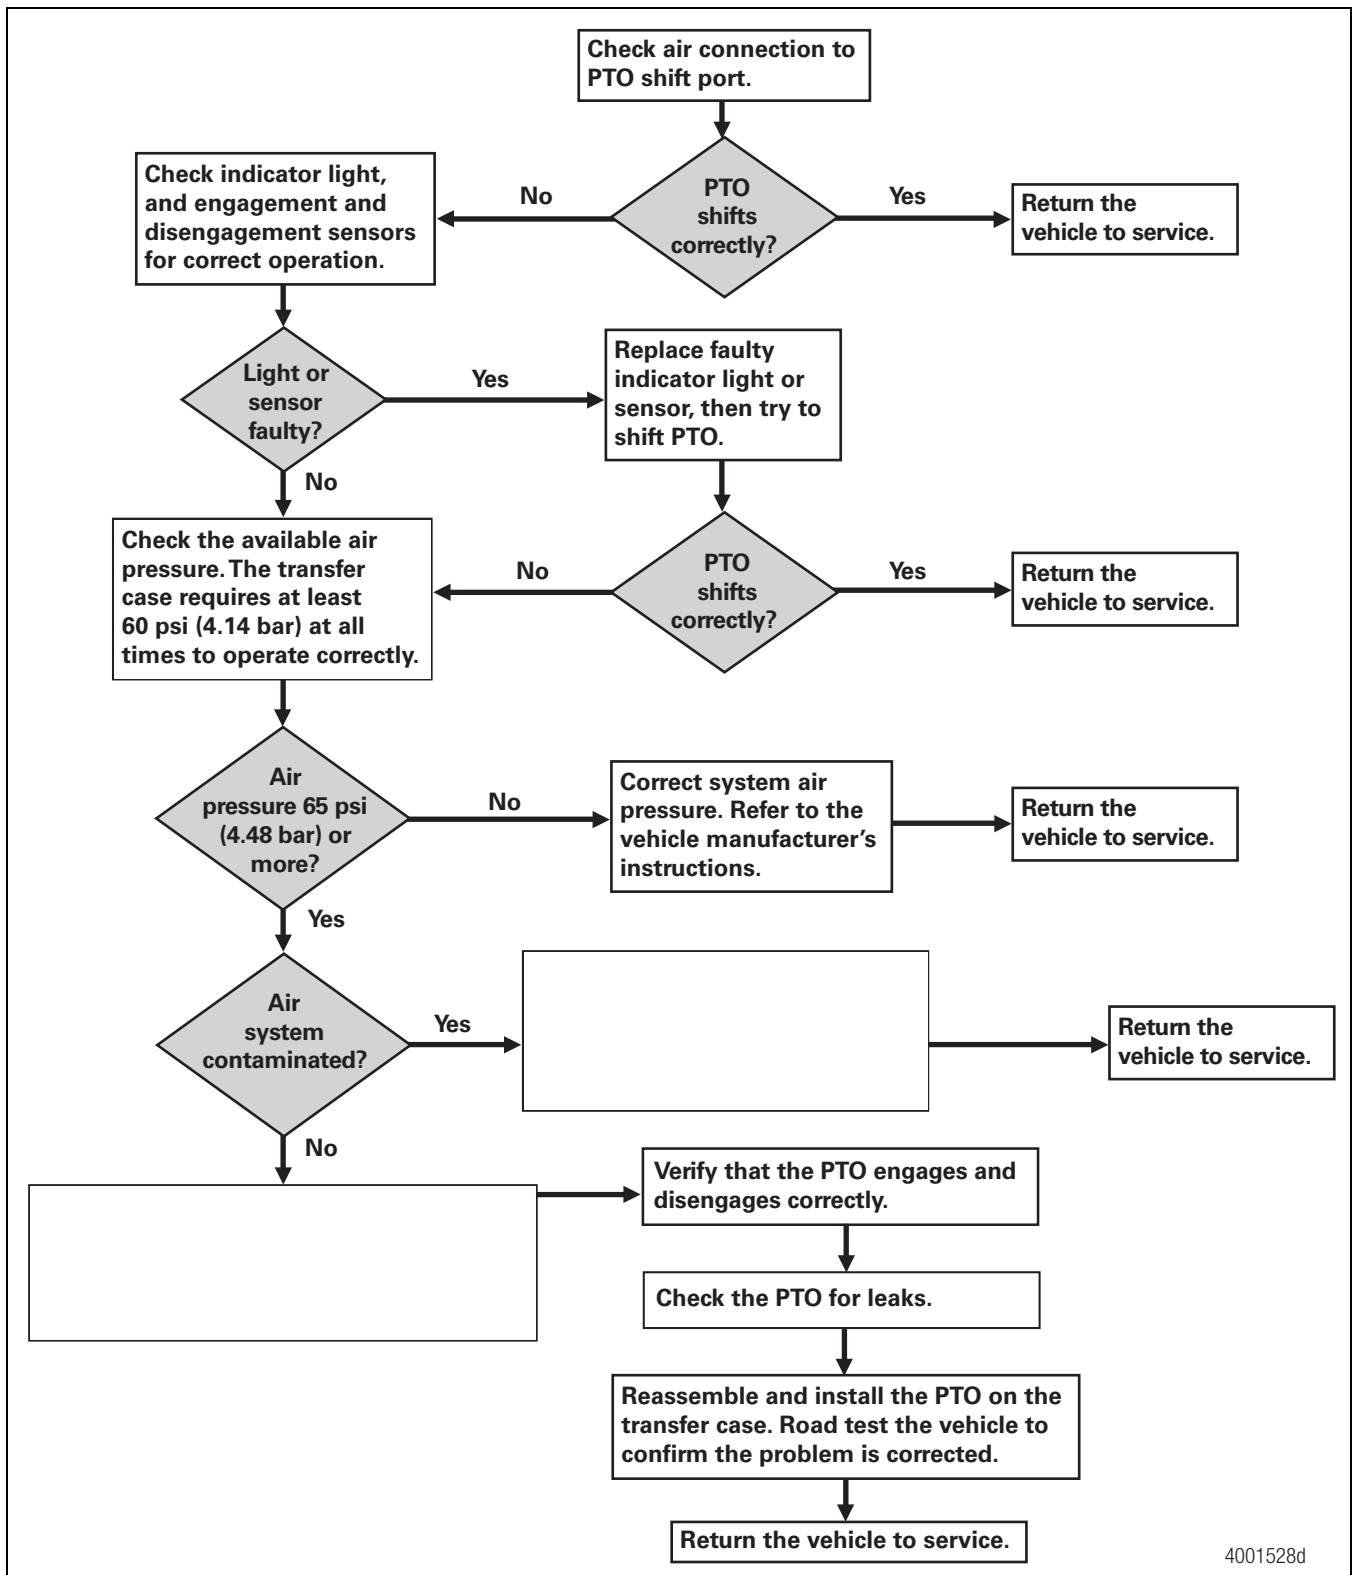 Check air connection to
PTO shift port.
Check indicator light,
and engagement and
disengagement sensors
for correct operation.
No
PTO
shifts
correctly?
Yes
Return the
vehicle to service.
Light or
sensor
faulty?
Yes
Replace faulty
indicator light or
sensor, then try to
shift PTO.
No
Check the available air
pressure. The transfer
case requires at least
60 psi (4.14 bar) at all
times to operate correctly.
No
PTO
shifts
correctly?
Yes
Return the
vehicle to service.
Air
pressure 65 psi
(4.48 bar) or
more?
No
Correct system air
pressure. Refer to the
vehicle manufacturer's
instructions.
Return the
vehicle to service.
Yes
Air
system
contaminated?
Yes
Return the
vehicle to service.
No
Verify that the PTO engages and
disengages correctly.
Check the PTO for leaks.
Reassemble and install the PTO on the
transfer case. Road test the vehicle to
confirm the problem is corrected.
Return the vehicle to service.
4001528d